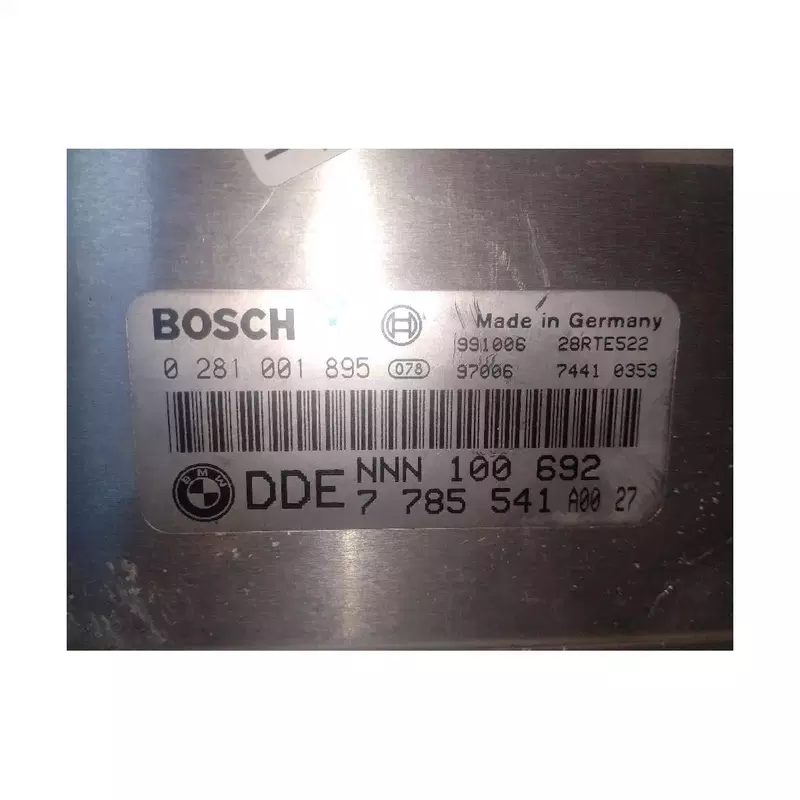 BOSCH
Made in Germany
991006 28RTE522
0 281 001 895 078 97006 7441 0353
BMW DDE NNN 100 692
7 785 541 A00 27